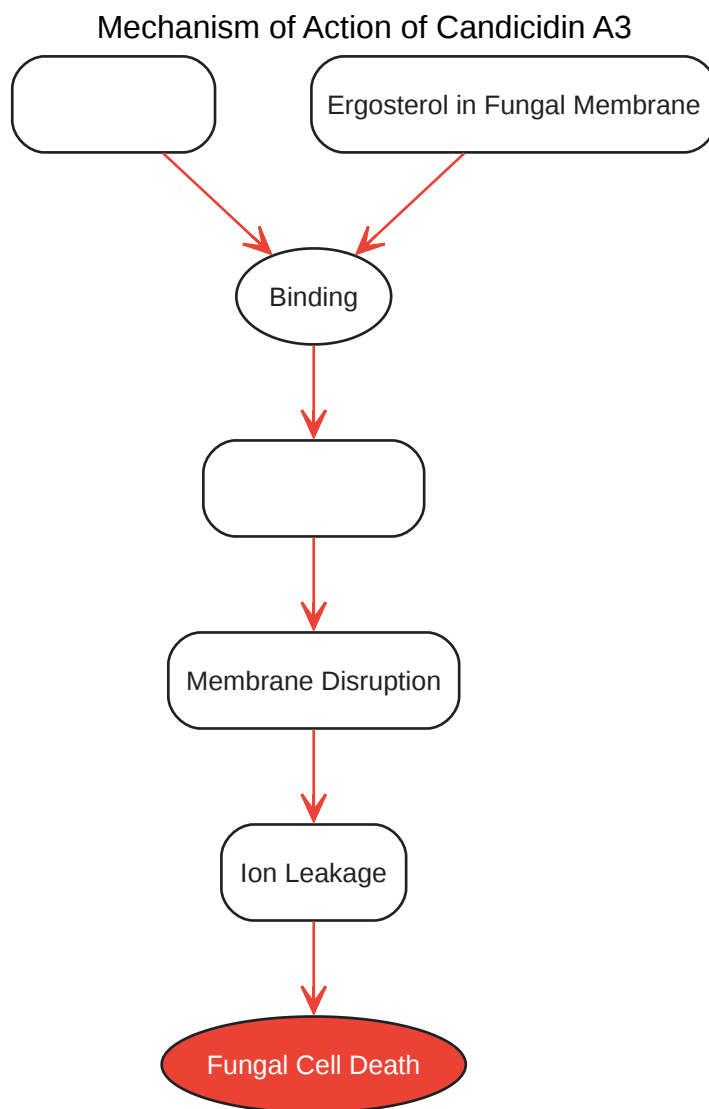 Mechanism of Action of Candicidin A3
Ergosterol in Fungal Membrane
Binding
Membrane Disruption
Ion Leakage
Fungal Cell Death